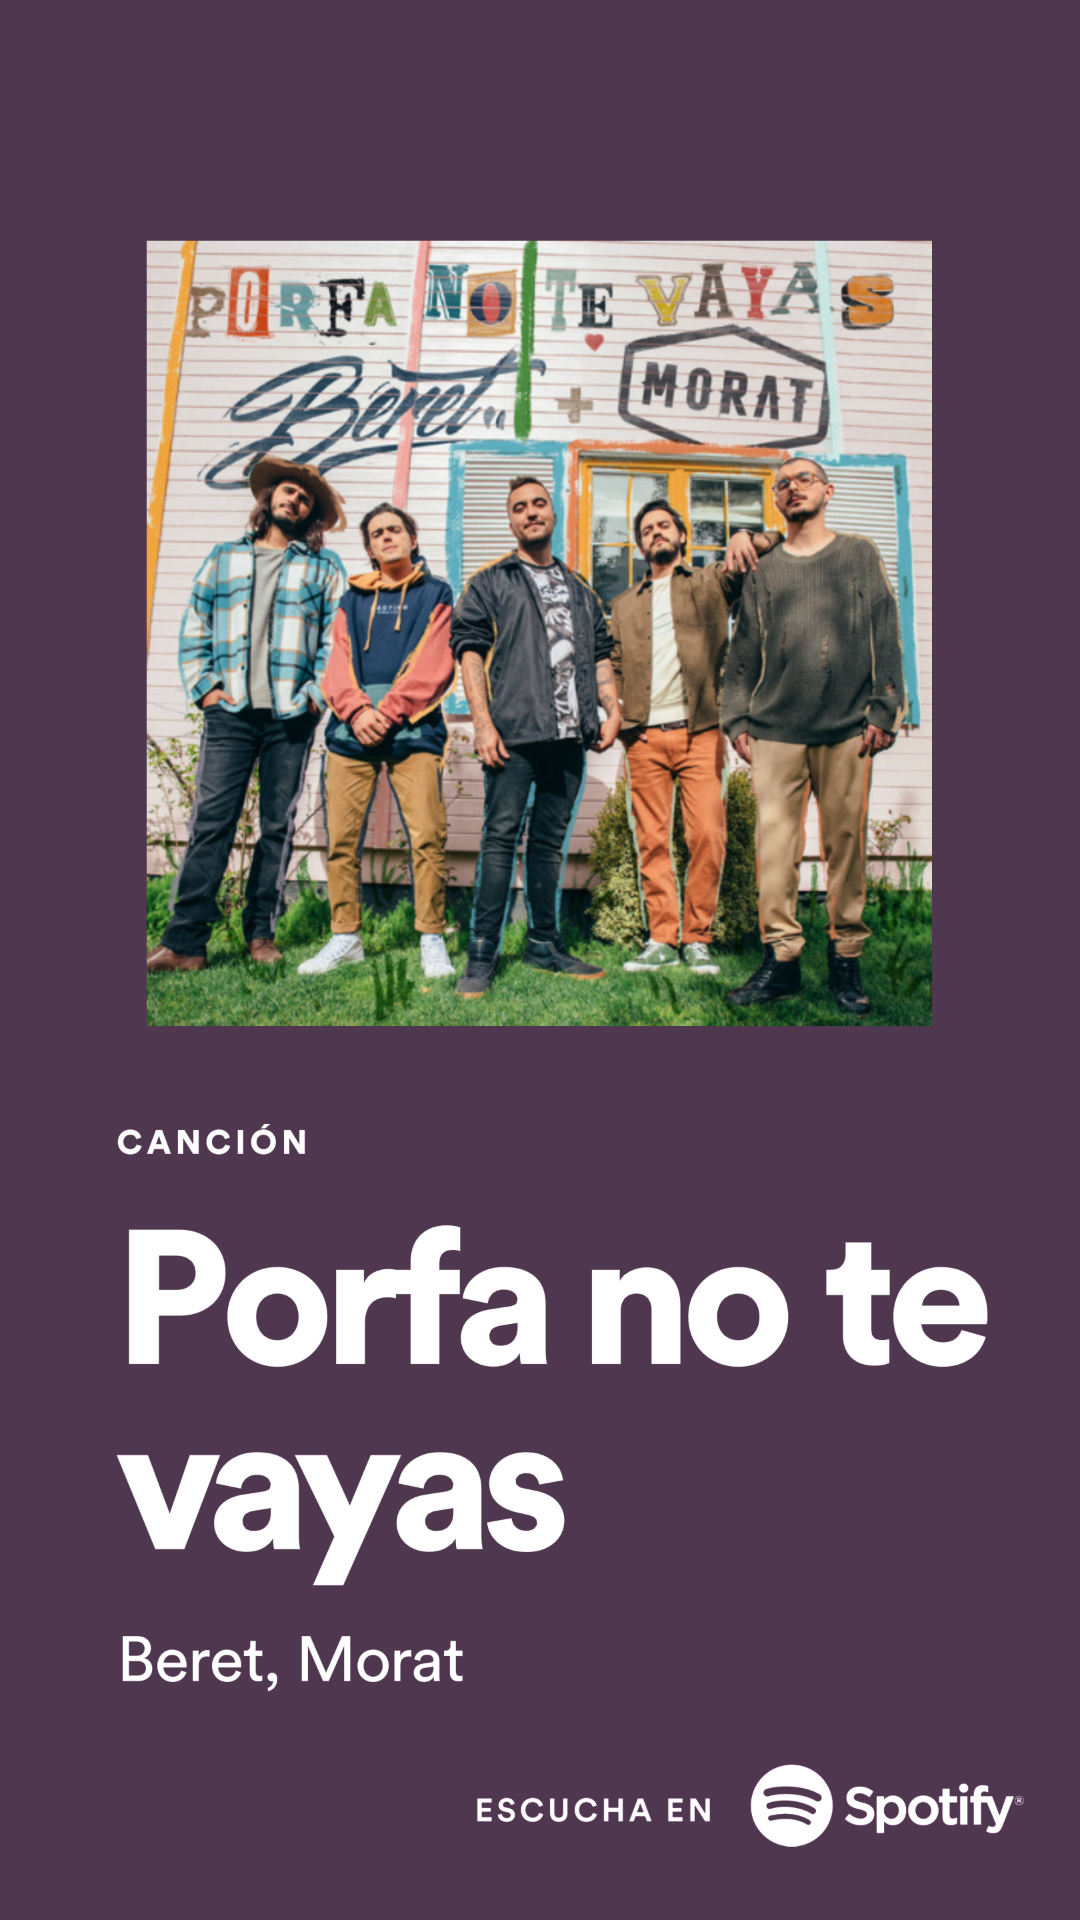 PORFA NO TE VAYAS
Beret.. + MORAT
CANCIÓN
Porfa no te
vayas
Beret, Morat
ESCUCHA EN Spotify®